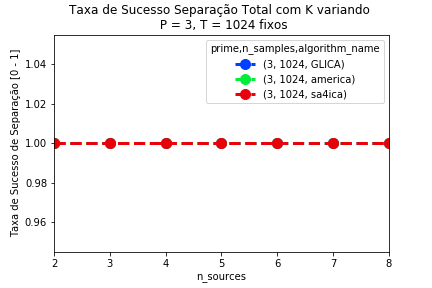 Taxa de Sucesso Separação Total com K variando
P = 3, T = 1024 fixos
Taxa de Sucesso de Separação [0 - 1]
1.04
1.02
1.00
0.98
0.96
prime,n_samples,algorithm_name
(3, 1024, GLICA)
(3, 1024, america)
(3, 1024, sa4ica)
2 3 4 5 6 7 8
n_sources